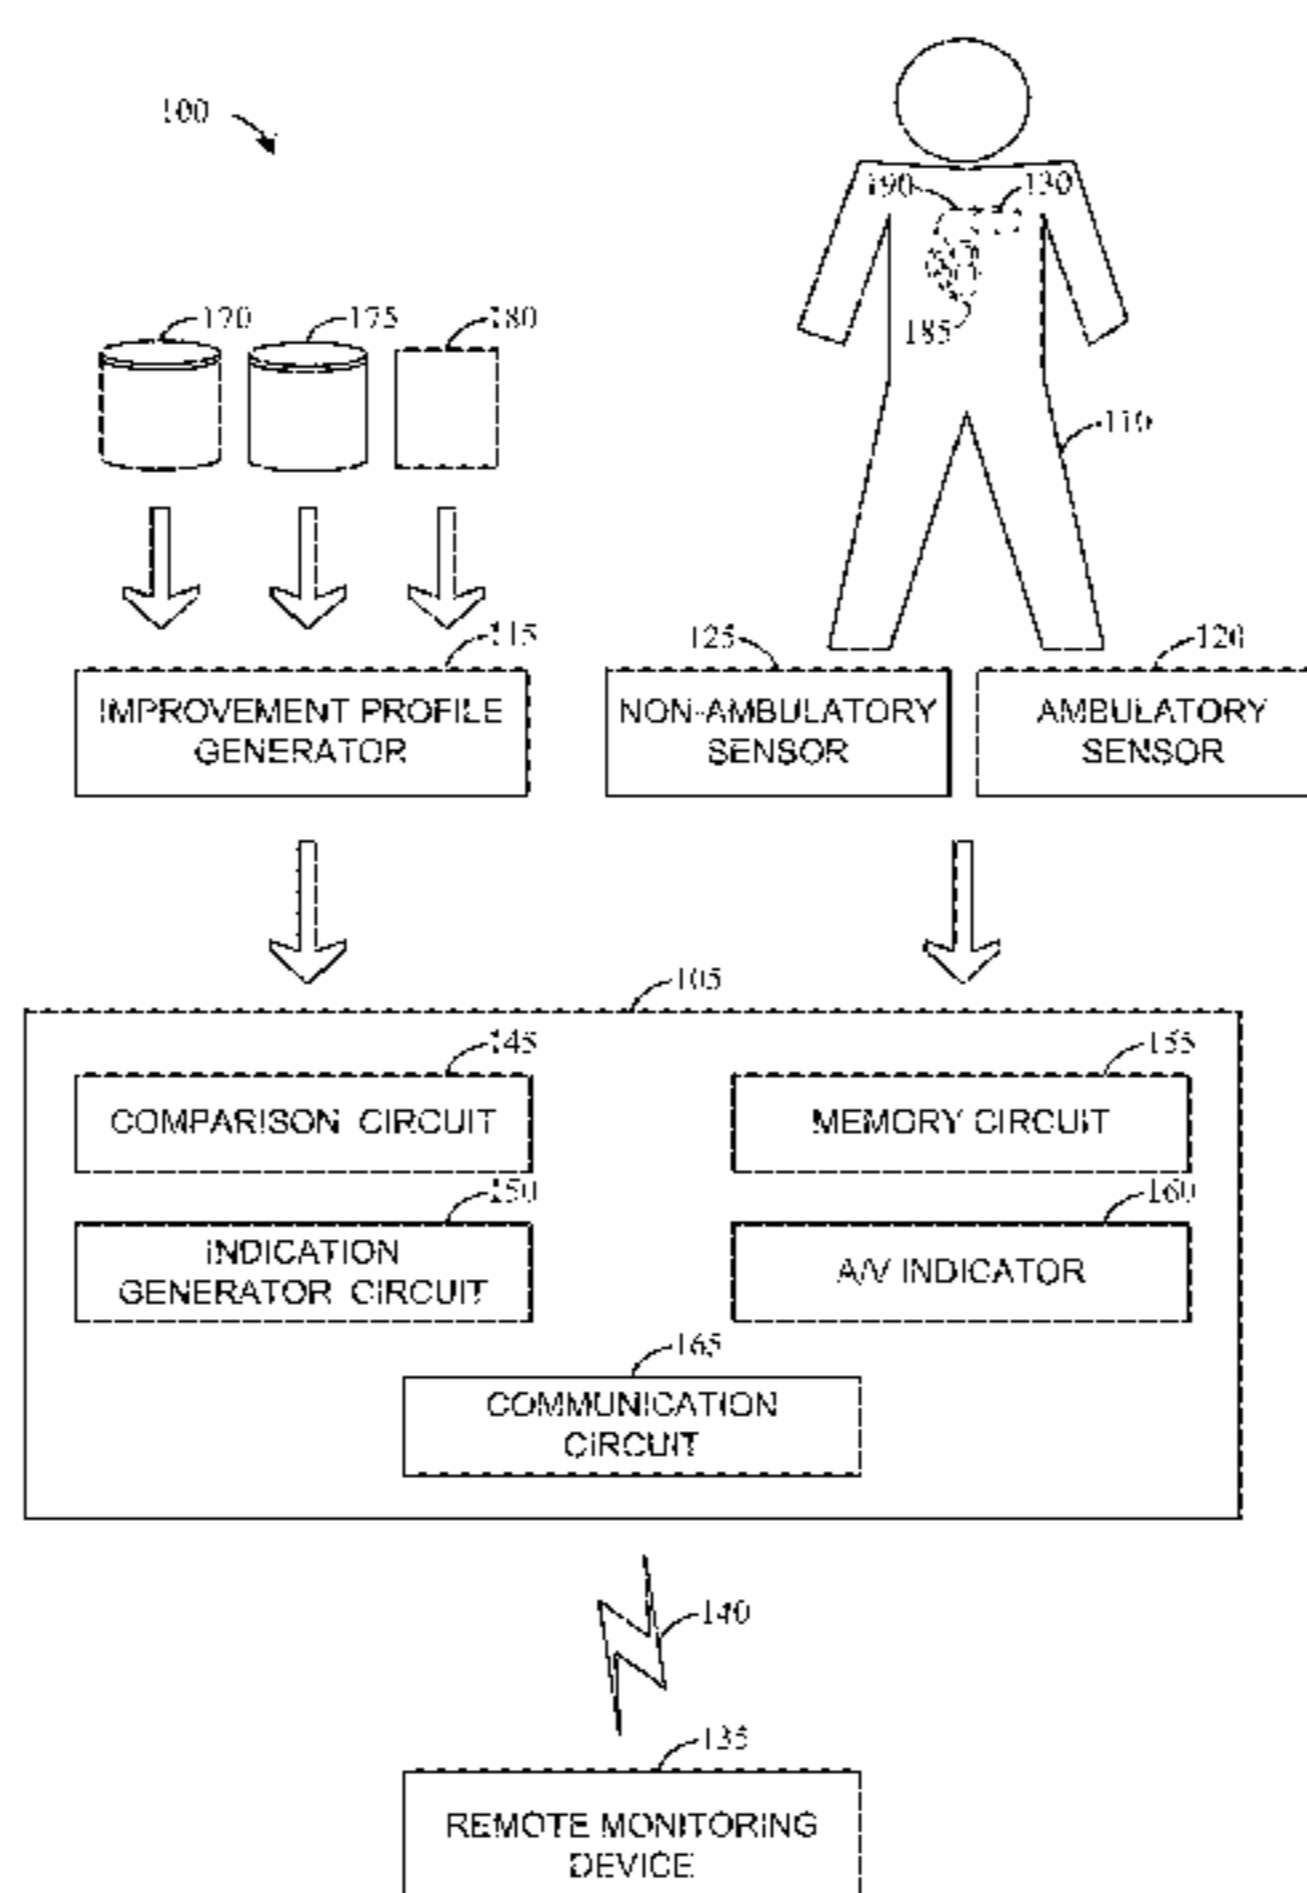 100
190
130
170
175
180
185
110
115
125
120
IMPROVEMENT PROFILE
GENERATOR
NON-AMBULATORY
SENSOR
AMBULATORY
SENSOR
105
145
155
COMPARISON CIRCUIT
MEMORY CIRCUIT
150
160
INDICATION
GENERATOR CIRCUIT
A/V INDICATOR
165
COMMUNICATION
CIRCUIT
140
135
REMOTE MONITORING
DEVICE